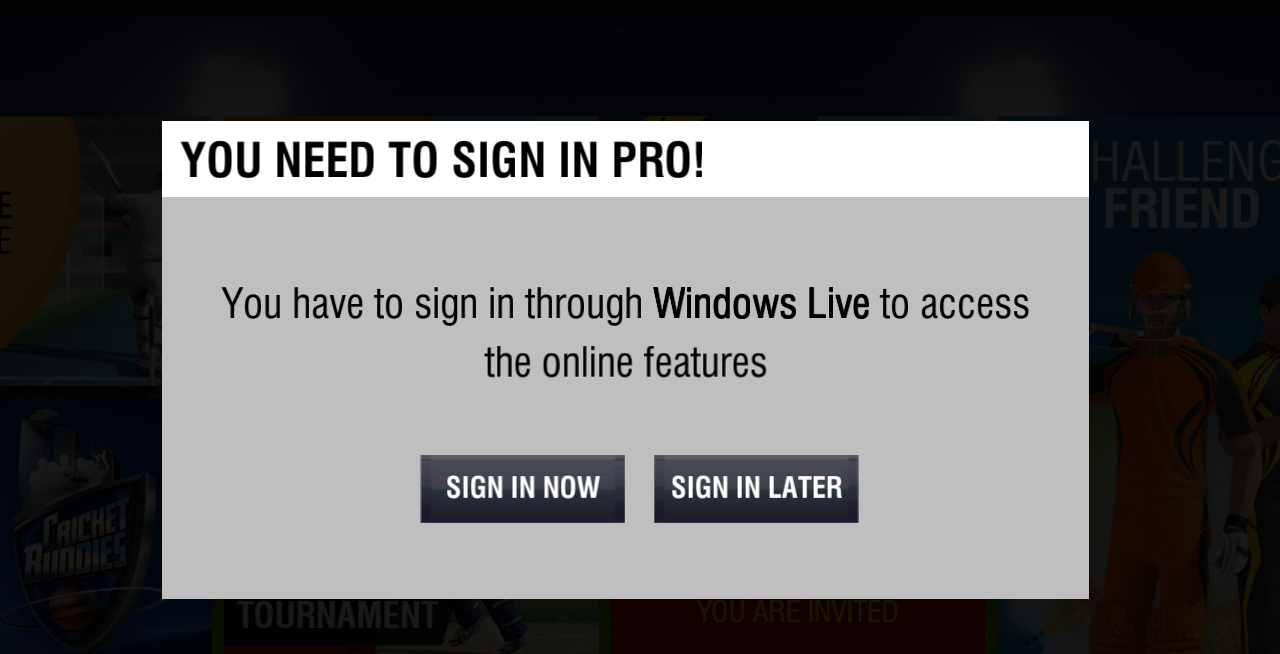 YOU NEED TO SIGN IN PRO!
HALLENG
FRIEND
You have to sign in through Windows Live to access
the online features
SIGN IN NOW
SIGN IN LATER
CRICKET
BUDDIES
TOURNAMENT
YOU ARE INVITED